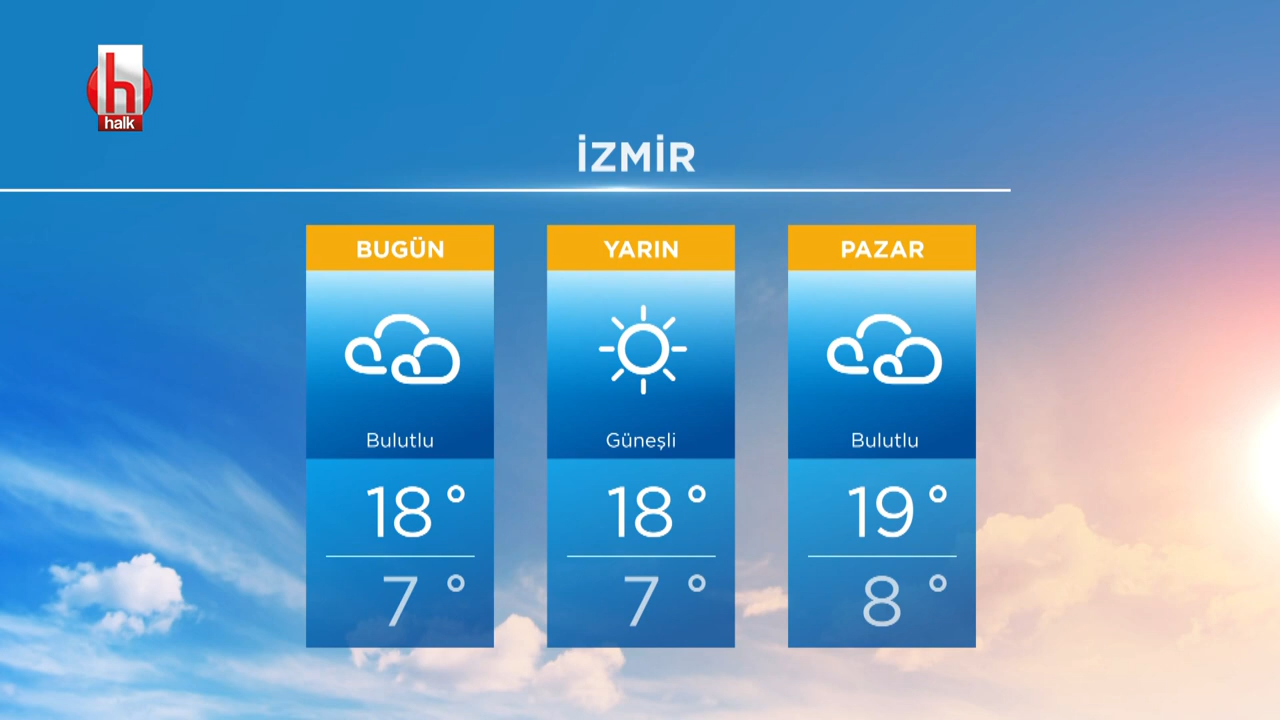 h
halk
İZMİR
BUGÜN
YARIN
PAZAR
Bulutlu
Güneşli
Bulutlu
18°
18°
19°
7°
7°
8°